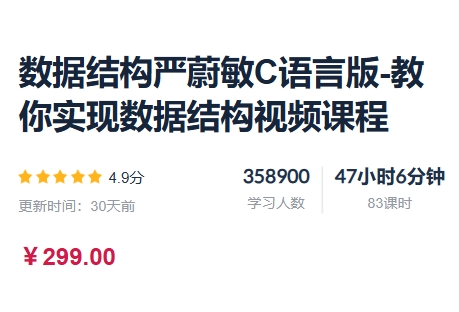 数据结构严蔚敏C语言版-教
你实现数据结构视频课程
4.9分
358900
47小时6分钟
更新时间：30天前
学习人数
83课时
￥299.00